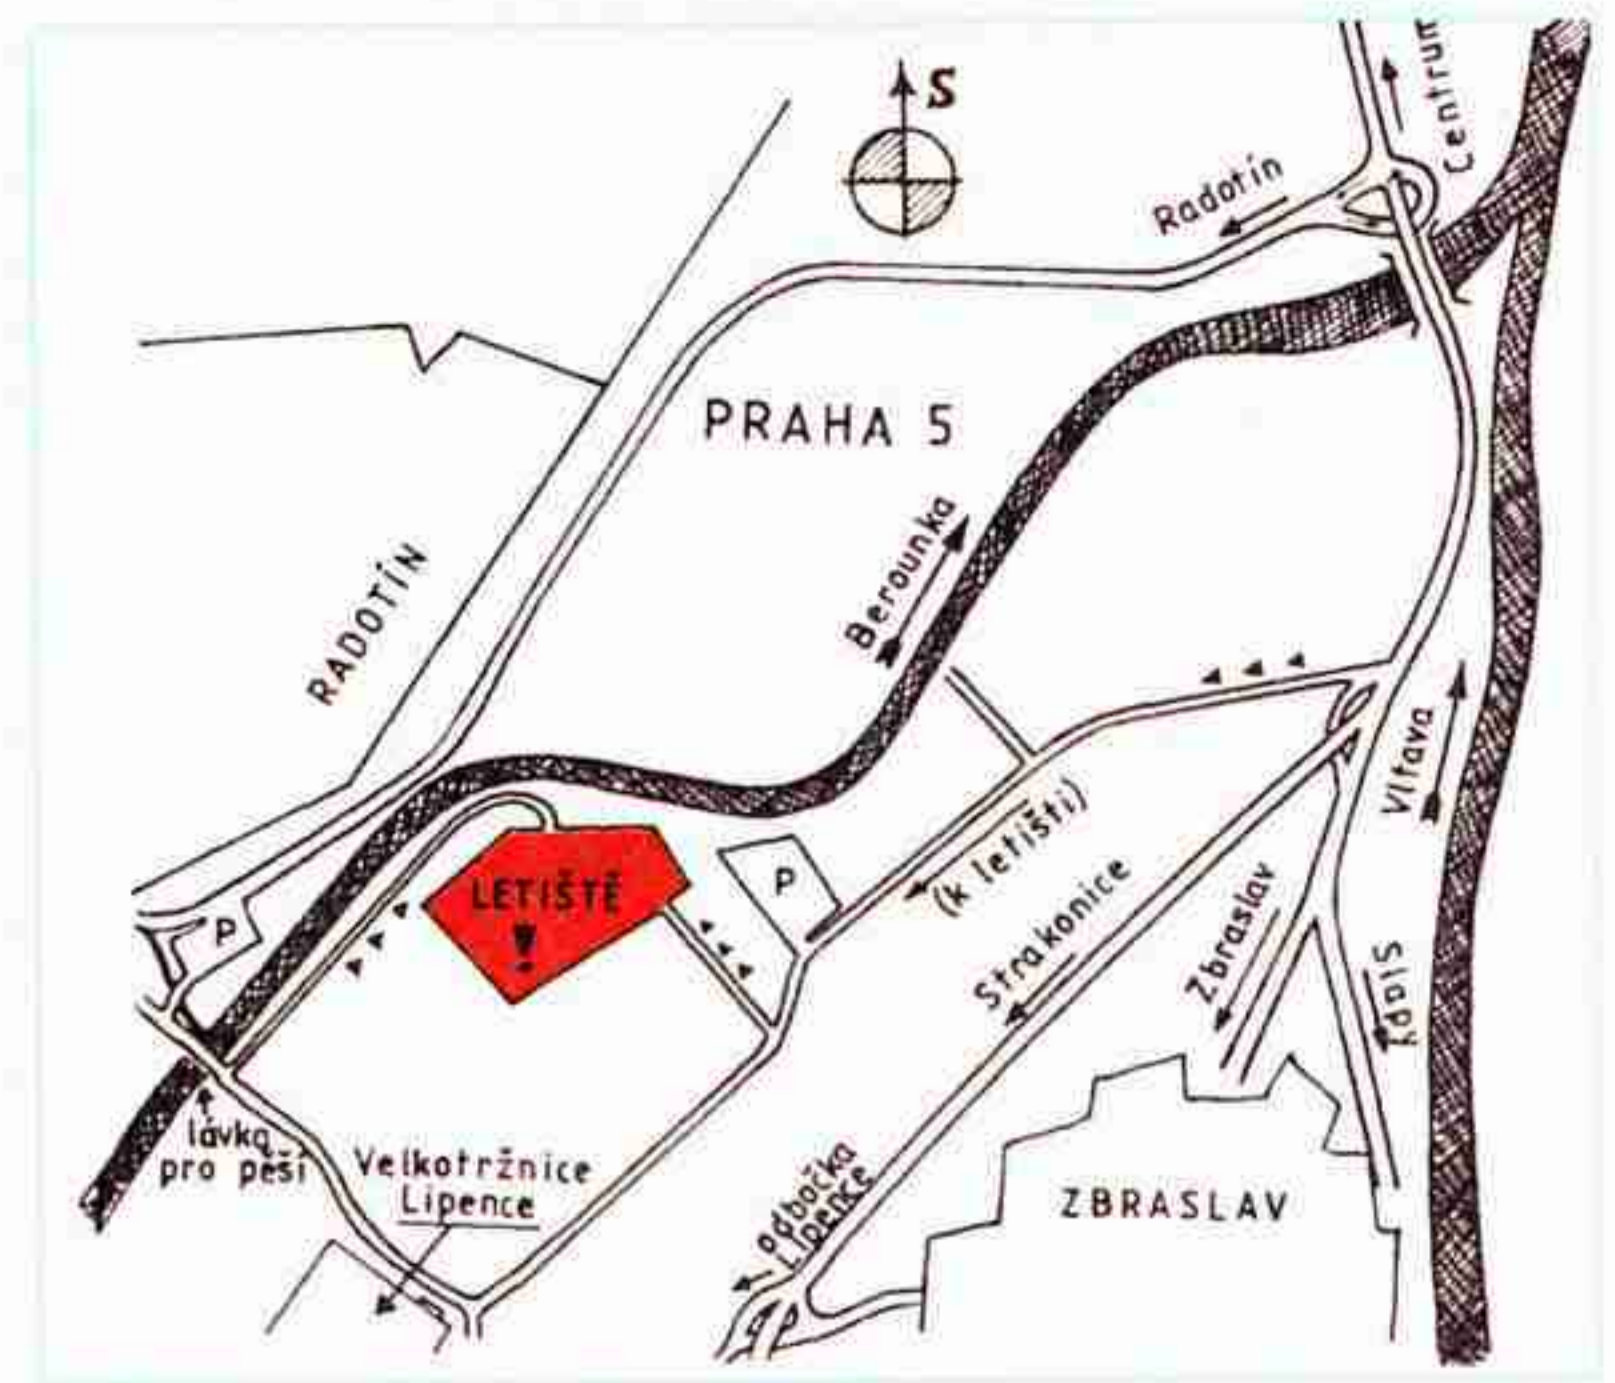 S
Centrum
Radotín
PRAHA 5
Berounka
RADOTÍN
Vltava
(k letišti)
P
LETIŠTĚ
!
P
Strakonice
Zbraslav
Slapy
lávka
pro pěší
Velkotržnice
Lipence
odbočka
Lipence
ZBRASLAV